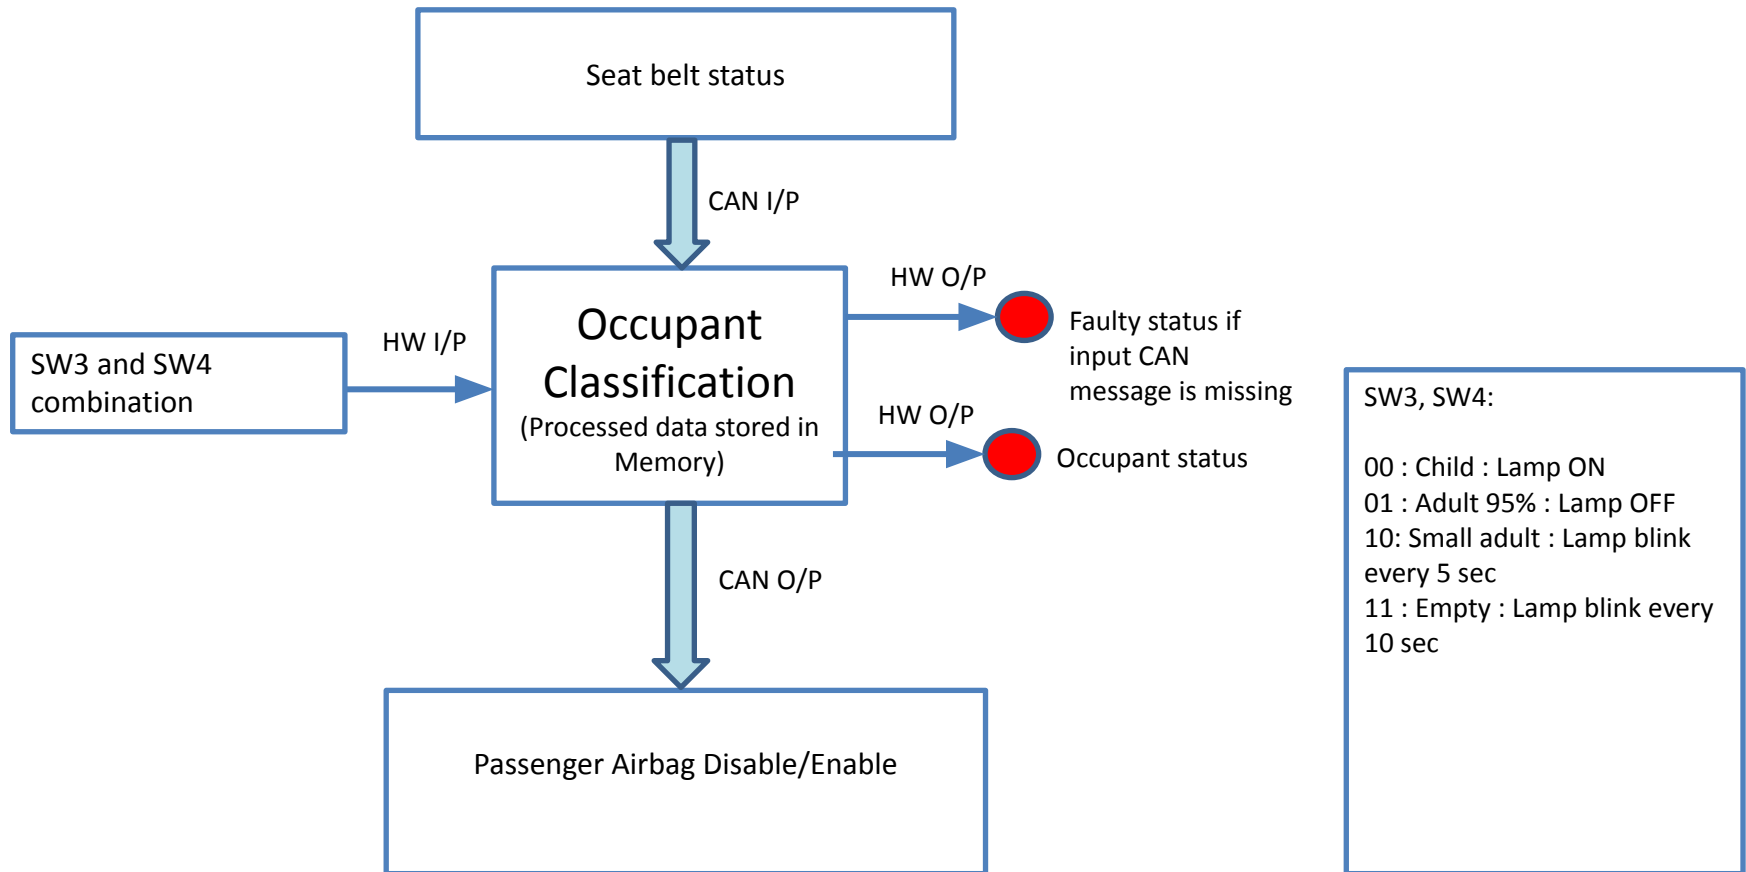 Seat belt status
CAN I/P
HW O/P
Occupant
Classification
(Processed data stored in
Memory)
HW I/P
SW3 and SW4
combination
Faulty status if
input CAN
message is missing
HW O/P
Occupant status
SW3, SW4:
00 : Child : Lamp ON
01 : Adult 95% : Lamp OFF
10: Small adult : Lamp blink
every 5 sec
11 : Empty : Lamp blink every
10 sec
CAN O/P
Passenger Airbag Disable/Enable